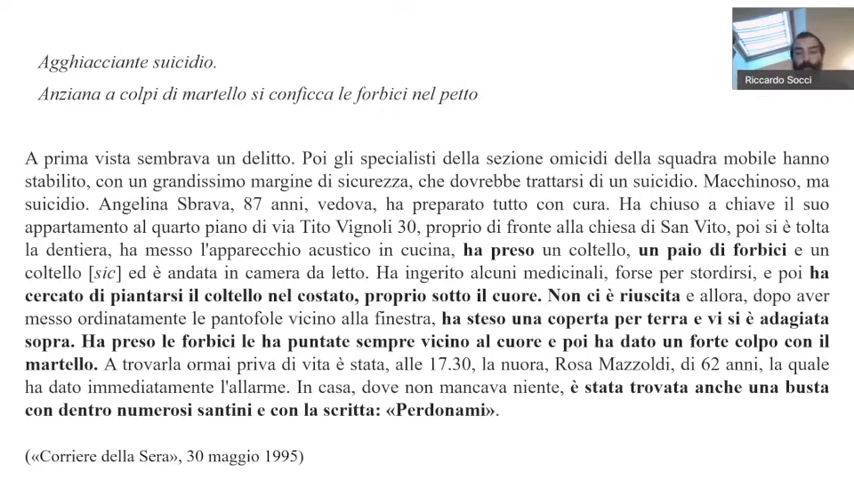 Agghiacciante suicidio.
Riccardo Socci
Anziana a colpi di martello si conficca le forbici nel petto
A prima vista sembrava un delitto. Poi gli specialisti della sezione omicidi della squadra mobile hanno
stabilito, con un grandissimo margine di sicurezza, che dovrebbe trattarsi di un suicidio. Macchinoso, ma
suicidio. Angelina Sbrava, 87 anni, vedova, ha preparato tutto con cura. Ha chiuso a chiave il suo
appartamento al quarto piano di via Tito Vignoli 30, proprio di fronte alla chiesa di San Vito, poi si è tolta
la dentiera, ha messo l'apparecchio acustico in cucina, ha preso un coltello, un paio di forbici e un
coltello [sic] ed è andata in camera da letto. Ha ingerito alcuni medicinali, forse per stordirsi, e poi ha
cercato di piantarsi il coltello nel costato, proprio sotto il cuore. Non ci è riuscita e allora, dopo aver
messo ordinatamente le pantofole vicino alla finestra, ha steso una coperta per terra e vi si è adagiata
sopra. Ha preso le forbici le ha puntate sempre vicino al cuore e poi ha dato un forte colpo con il
martello. A trovarla ormai priva di vita è stata, alle 17.30, la nuora, Rosa Mazzoldi, di 62 anni, la quale
ha dato immediatamente l'allarme. In casa, dove non mancava niente, è stata trovata anche una busta
con dentro numerosi santini e con la scritta: «Perdonami».
(«Corriere della Sera», 30 maggio 1995)